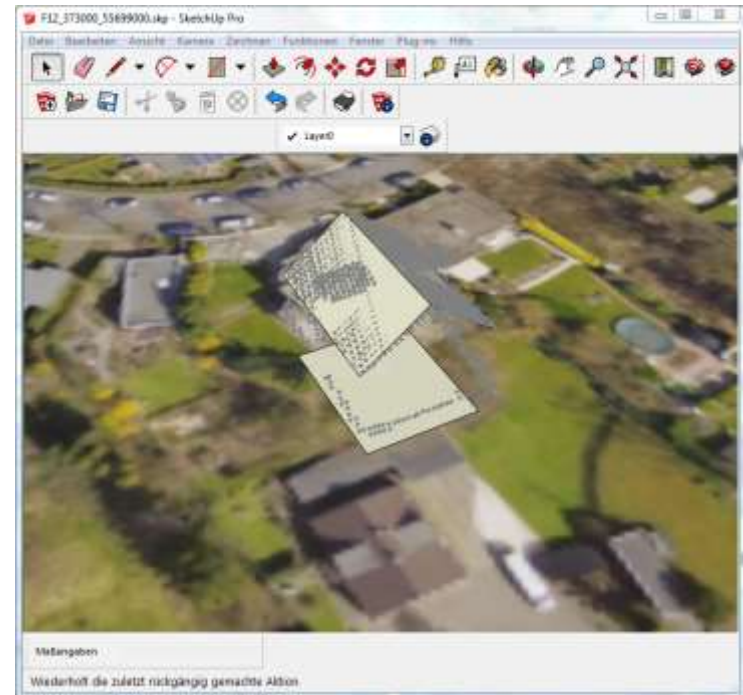 F12_373000_55699000.skp - SketchUp Pro
Datei Bearbeiten Ansicht Kamera Zeichnen Funktionen Fenster Plug-ins Hilfe
Layer0
Maßangaben
Wiederholt die zuletzt rückgängig gemachte Aktion